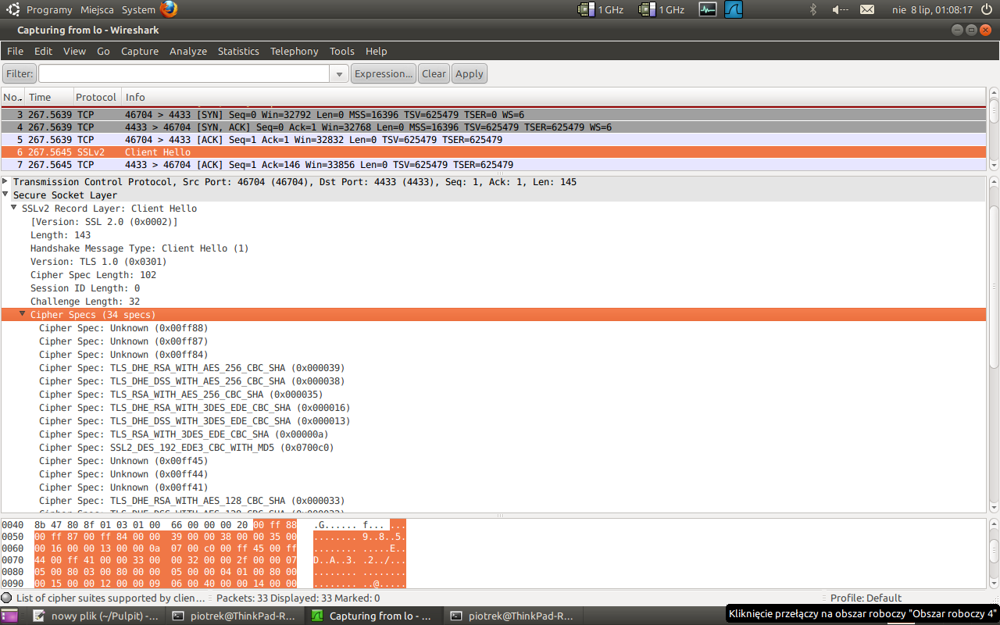 Programy Miejsca System 1 GHz 1 GHz nie 8 lip, 01:08:17
Capturing from lo - Wireshark
File Edit View Go Capture Analyze Statistics Telephony Tools Help
Filter: Expression... Clear Apply
No.. Time Protocol Info
3 267.5639 TCP 46704 > 4433 [SYN] Seq=0 Win=32792 Len=0 MSS=16396 TSV=625479 TSER=0 WS=6
4 267.5639 TCP 4433 > 46704 [SYN, ACK] Seq=0 Ack=1 Win=32768 Len=0 MSS=16396 TSV=625479 TSER=625479 WS=6
5 267.5639 TCP 46704 > 4433 [ACK] Seq=1 Ack=1 Win=32832 Len=0 TSV=625479 TSER=625479
6 267.5645 SSLv2 Client Hello
7 267.5645 TCP 4433 > 46704 [ACK] Seq=1 Ack=146 Win=33856 Len=0 TSV=625479 TSER=625479
Transmission Control Protocol, Src Port: 46704 (46704), Dst Port: 4433 (4433), Seq: 1, Ack: 1, Len: 145
Secure Socket Layer
SSLv2 Record Layer: Client Hello
[Version: SSL 2.0 (0x0002)]
Length: 143
Handshake Message Type: Client Hello (1)
Version: TLS 1.0 (0x0301)
Cipher Spec Length: 102
Session ID Length: 0
Challenge Length: 32
Cipher Specs (34 specs)
Cipher Spec: Unknown (0x00ff88)
Cipher Spec: Unknown (0x00ff87)
Cipher Spec: Unknown (0x00ff84)
Cipher Spec: TLS_DHE_RSA_WITH_AES_256_CBC_SHA (0x000039)
Cipher Spec: TLS_DHE_DSS_WITH_AES_256_CBC_SHA (0x000038)
Cipher Spec: TLS_RSA_WITH_AES_256_CBC_SHA (0x000035)
Cipher Spec: TLS_DHE_RSA_WITH_3DES_EDE_CBC_SHA (0x000016)
Cipher Spec: TLS_DHE_DSS_WITH_3DES_EDE_CBC_SHA (0x000013)
Cipher Spec: TLS_RSA_WITH_3DES_EDE_CBC_SHA (0x00000a)
Cipher Spec: SSL2_DES_192_EDE3_CBC_WITH_MD5 (0x0700c0)
Cipher Spec: Unknown (0x00ff45)
Cipher Spec: Unknown (0x00ff44)
Cipher Spec: Unknown (0x00ff41)
Cipher Spec: TLS_DHE_RSA_WITH_AES_128_CBC_SHA (0x000033)
Cipher Spec: TLS_DHE_DSS_WITH_AES_128_CBC_SHA (0x000032)
0040 8b 47 80 8f 01 03 01 00 66 00 00 00 20 00 ff 88 .G...... f... ...
0050 00 ff 87 00 ff 84 00 00 39 00 00 38 00 00 35 00 ........ 9..8..5.
0060 00 16 00 00 13 00 00 0a 07 00 c0 00 ff 45 00 ff ........ .....E..
0070 44 00 ff 41 00 00 33 00 00 32 00 00 2f 00 00 07 D..A..3. .2../...
0080 05 00 80 03 00 80 00 00 05 00 00 04 01 00 80 00 ........ ........
0090 00 15 00 00 12 00 00 09 06 00 40 00 00 14 00 00 ........ ..@.....
List of cipher suites supported by clien... Packets: 33 Displayed: 33 Marked: 0 Profile: Default
nowy plik (~/Pulpit) -... piotrek@ThinkPad-R... Capturing from lo - ... piotrek@ThinkPad-R... Kliknięcie przełączy na obszar roboczy "Obszar roboczy 4"